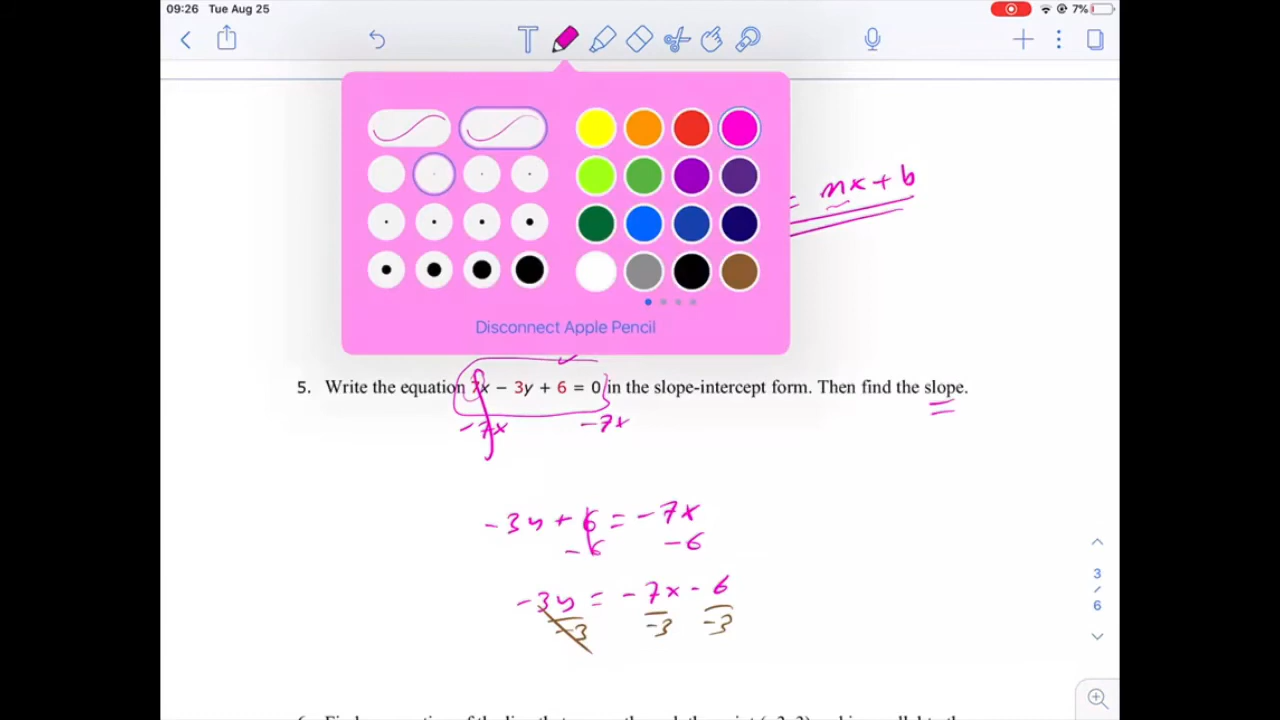 09:26 Tue Aug 25
7%
T
= mx + b
Disconnect Apple Pencil
5. Write the equation 7x − 3y + 6 = 0 in the slope-intercept form. Then find the slope.
-7x -7x
-3y + 6 = -7x
-6 -6
-3y = -7x - 6
-3 -3 -3
3
/
6